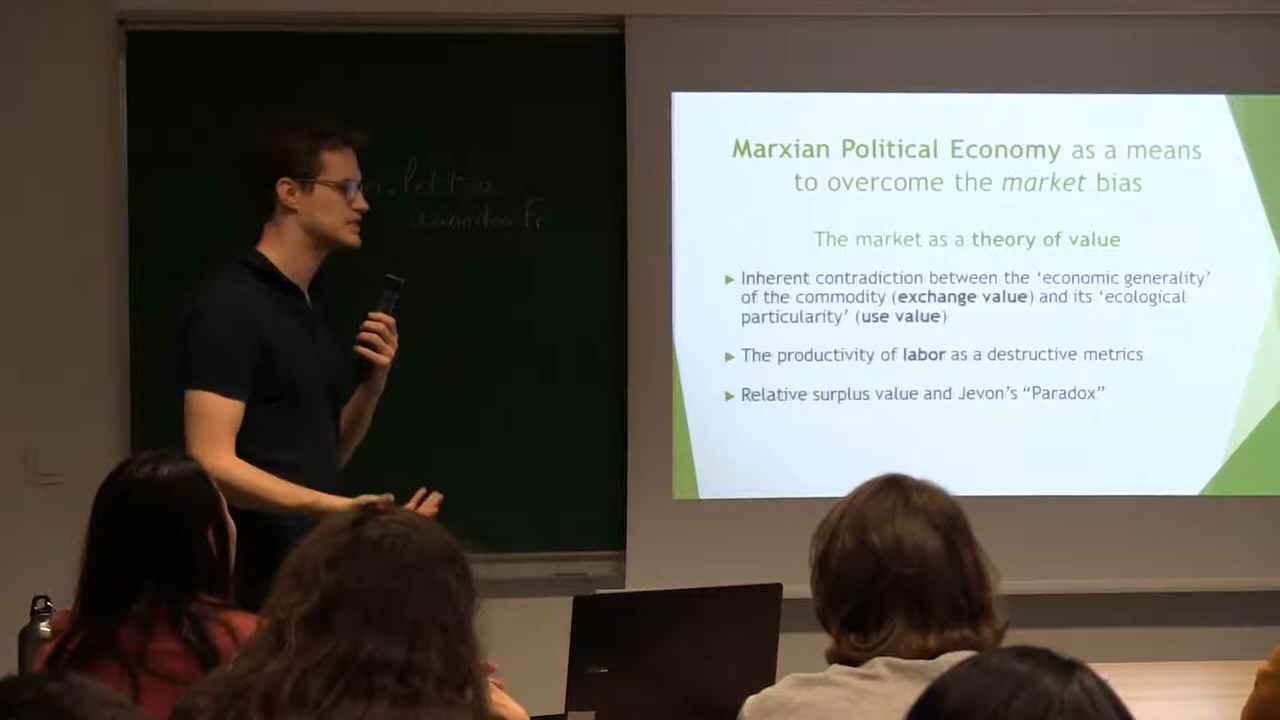 Marxian Political Economy as a means
to overcome the market bias
The market as a theory of value
Inherent contradiction between the ‘economic generality’
of the commodity (exchange value) and its ‘ecological
particularity’ (use value)
The productivity of labor as a destructive metrics
Relative surplus value and Jevon’s “Paradox”